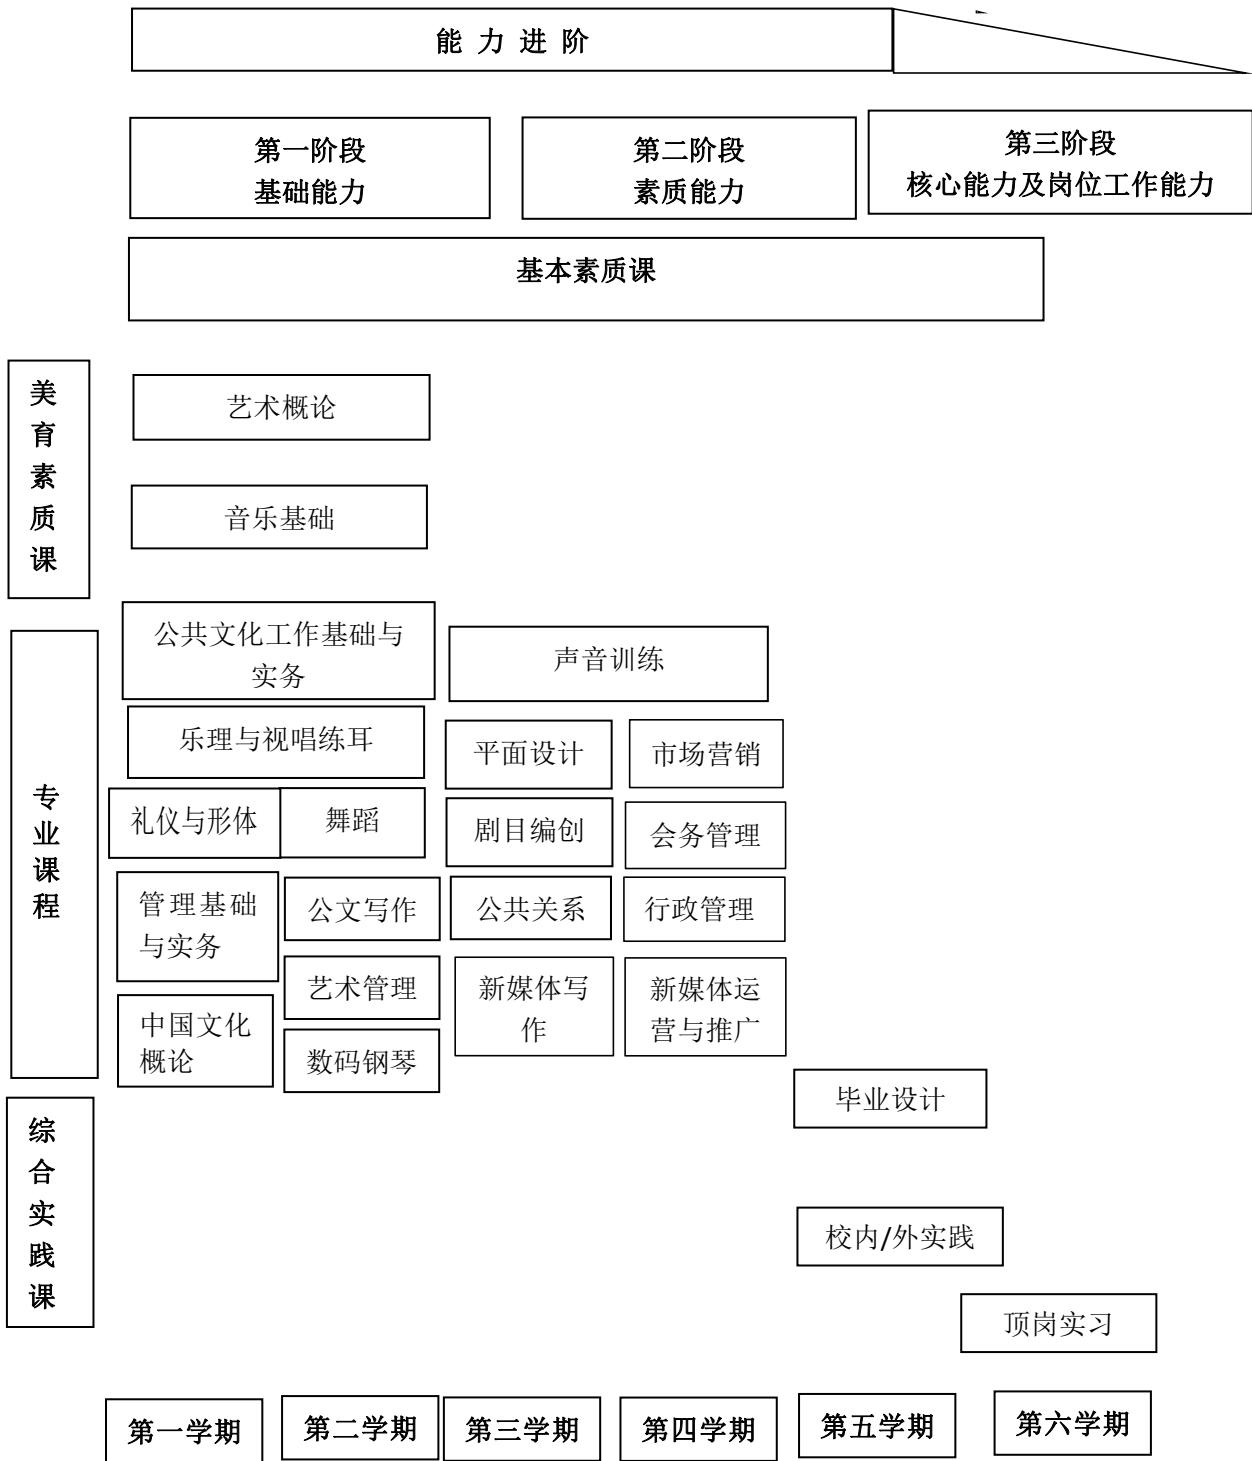 能 力 进 阶
第一阶段
基础能力
第二阶段
素质能力
第三阶段
核心能力及岗位工作能力
基本素质课
美
育
素
质
课
艺术概论
音乐基础
专
业
课
程
公共文化工作基础与
实务
声音训练
乐理与视唱练耳
平面设计
市场营销
礼仪与形体
舞蹈
剧目编创
会务管理
管理基础
与实务
公文写作
公共关系
行政管理
艺术管理
新媒体写
作
新媒体运
营与推广
中国文化
概论
数码钢琴
综
合
实
践
课
毕业设计
校内/外实践
顶岗实习
第一学期
第二学期
第三学期
第四学期
第五学期
第六学期